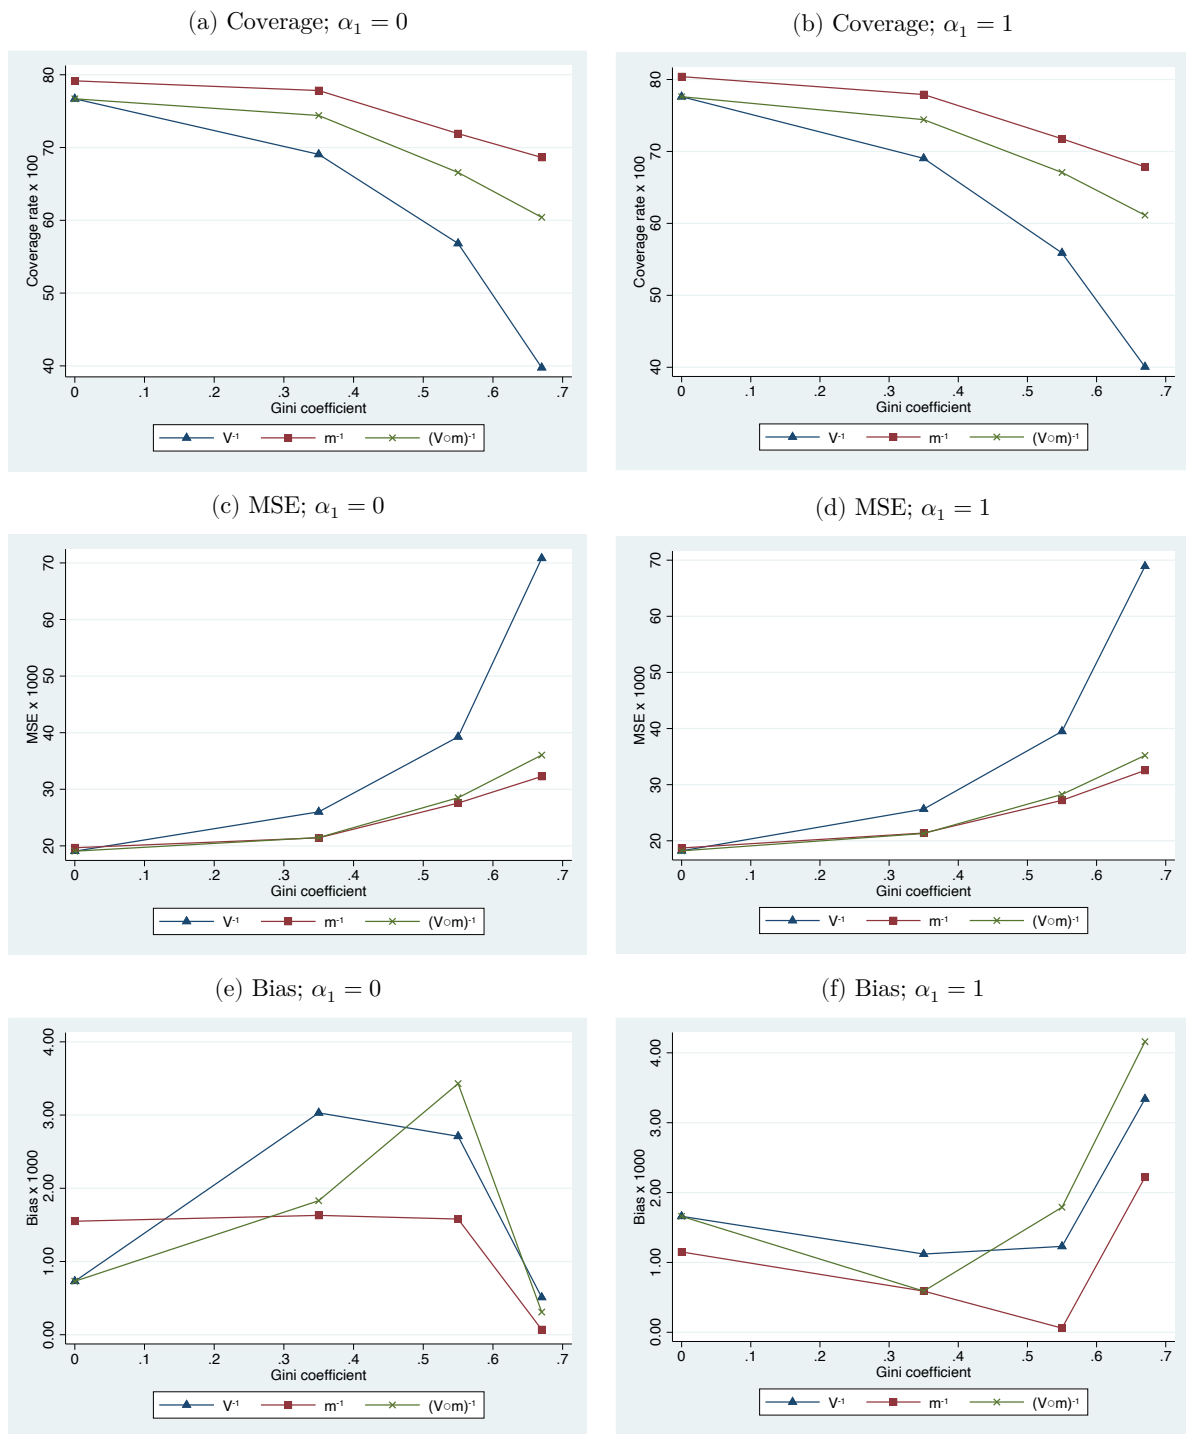 (a) Coverage; α₁ = 0
Coverage rate x 100
80
70
60
50
40
0 .1 .2 .3 .4 .5 .6 .7
Gini coefficient
V⁻¹ m⁻¹ (V○m)⁻¹
(b) Coverage; α₁ = 1
Coverage rate x 100
80
70
60
50
40
0 .1 .2 .3 .4 .5 .6 .7
Gini coefficient
V⁻¹ m⁻¹ (V○m)⁻¹
(c) MSE; α₁ = 0
MSE x 1000
70
60
50
40
30
20
0 .1 .2 .3 .4 .5 .6 .7
Gini coefficient
V⁻¹ m⁻¹ (V○m)⁻¹
(d) MSE; α₁ = 1
MSE x 1000
70
60
50
40
30
20
0 .1 .2 .3 .4 .5 .6 .7
Gini coefficient
V⁻¹ m⁻¹ (V○m)⁻¹
(e) Bias; α₁ = 0
Bias x 1000
4.00
3.00
2.00
1.00
0.00
0 .1 .2 .3 .4 .5 .6 .7
Gini coefficient
V⁻¹ m⁻¹ (V○m)⁻¹
(f) Bias; α₁ = 1
Bias x 1000
4.00
3.00
2.00
1.00
0.00
0 .1 .2 .3 .4 .5 .6 .7
Gini coefficient
V⁻¹ m⁻¹ (V○m)⁻¹